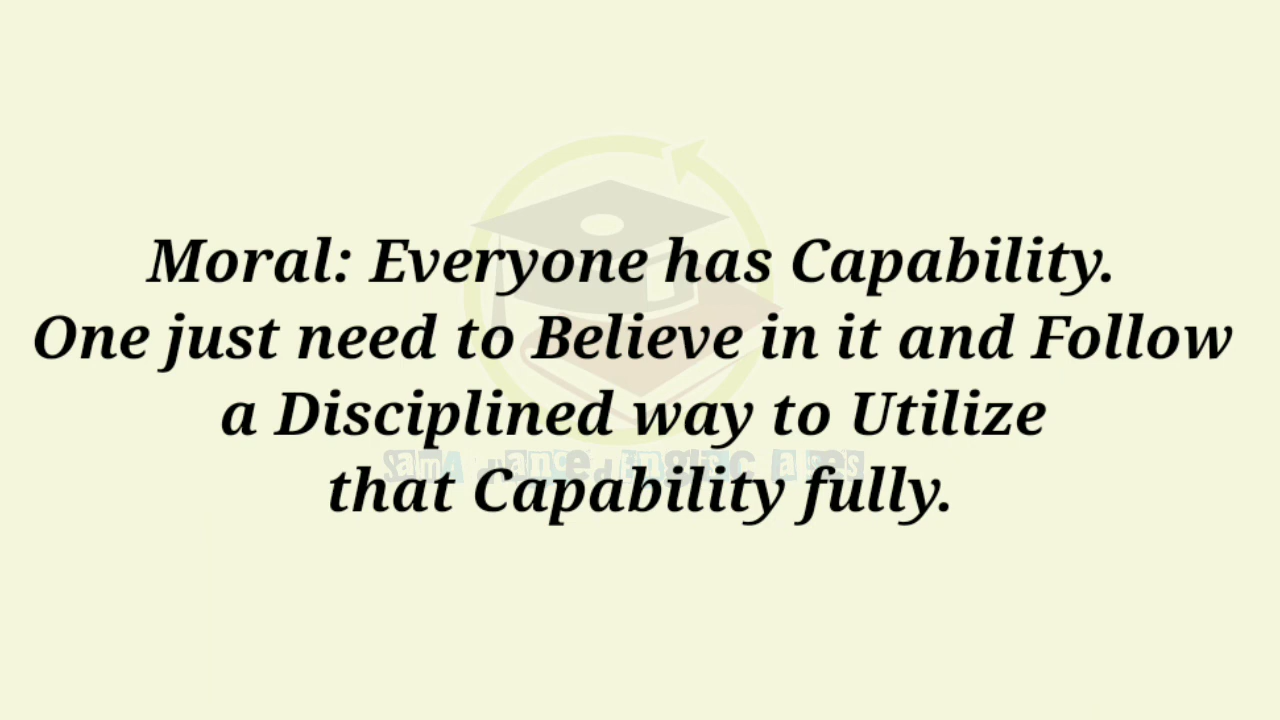 Moral: Everyone has Capability.
One just need to Believe in it and Follow
a Disciplined way to Utilize
that Capability fully.